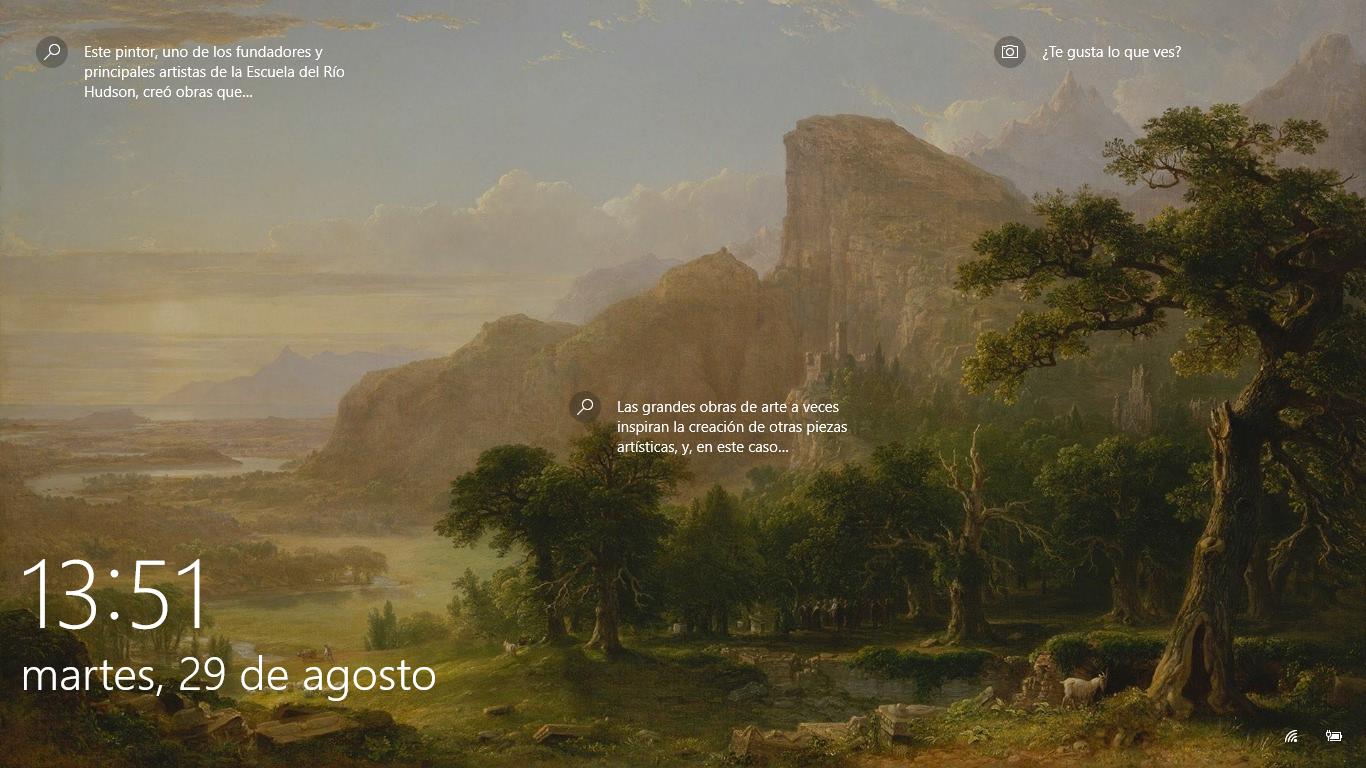 Este pintor, uno de los fundadores y
principales artistas de la Escuela del Río
Hudson, creó obras que...
¿Te gusta lo que ves?
Las grandes obras de arte a veces
inspiran la creación de otras piezas
artísticas, y, en este caso...
13:51
martes, 29 de agosto